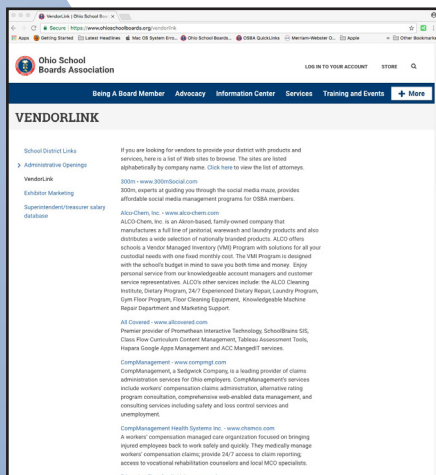 VendorLink | Ohio School Boa
Secure | https://www.ohioschoolboards.org/vendorlink
Apps Getting Started Latest Headlines Mac OS System Erro... Ohio School Boards... OSBA QuickLinks Merriam-Webster O... Apple » Other Bookmarks
Ohio School
Boards Association
LOG IN TO YOUR ACCOUNT STORE
Being A Board Member Advocacy Information Center Services Training and Events + More
VENDORLINK
School District Links
> Administrative Openings
VendorLink
Exhibitor Marketing
Superintendent/treasurer salary
database
If you are looking for vendors to provide your district with products and
services, here is a list of Web sites to browse. The sites are listed
alphabetically by company name. Click here to view the list of attorneys.
300m - www.300mSocial.com
300m, experts at guiding you through the social media maze, provides
affordable social media management programs for OSBA members.
Alco-Chem, Inc. - www.alco-chem.com
ALCO-Chem, Inc. is an Akron-based, family-owned company that
manufactures a full line of janitorial, warewash and laundry products and also
distributes a wide selection of nationally branded products. ALCO offers
schools a Vendor Managed Inventory (VMI) Program with solutions for all your
custodial needs with one fixed monthly cost. The VMI Program is designed
with the school's budget in mind to save you both time and money. Enjoy
personal service from our knowledgeable account managers and customer
service representatives. ALCO's other services include: the ALCO Cleaning
Institute, Dietary Program, 24/7 Experienced Dietary Repair, Laundry Program,
Gym Floor Program, Floor Cleaning Equipment, Knowledgeable Machine
Repair Department and Marketing Support.
All Covered - www.allcovered.com
Premier provider of Promethean Interactive Technology, SchoolBrains SIS,
Class Flow Curriculum Content Management, Tableau Assessment Tools,
Hapara Google Apps Management and ACC MangedIT services.
CompManagement - www.compmgt.com
CompManagement, a Sedgwick Company, is a leading provider of claims
administration services for Ohio employers. CompManagement's services
include workers' compensation claims administration, alternative rating
program consultation, comprehensive web-enabled data management, and
consulting services including safety and loss control services and
unemployment.
CompManagement Health Systems Inc. - www.chsmco.com
A workers' compensation managed care organization focused on bringing
injured employees back to work safely and quickly. They medically manage
workers' compensation claims; provide 24/7 access to claim reporting;
access to vocational rehabilitation counselors and local MCO specialists.